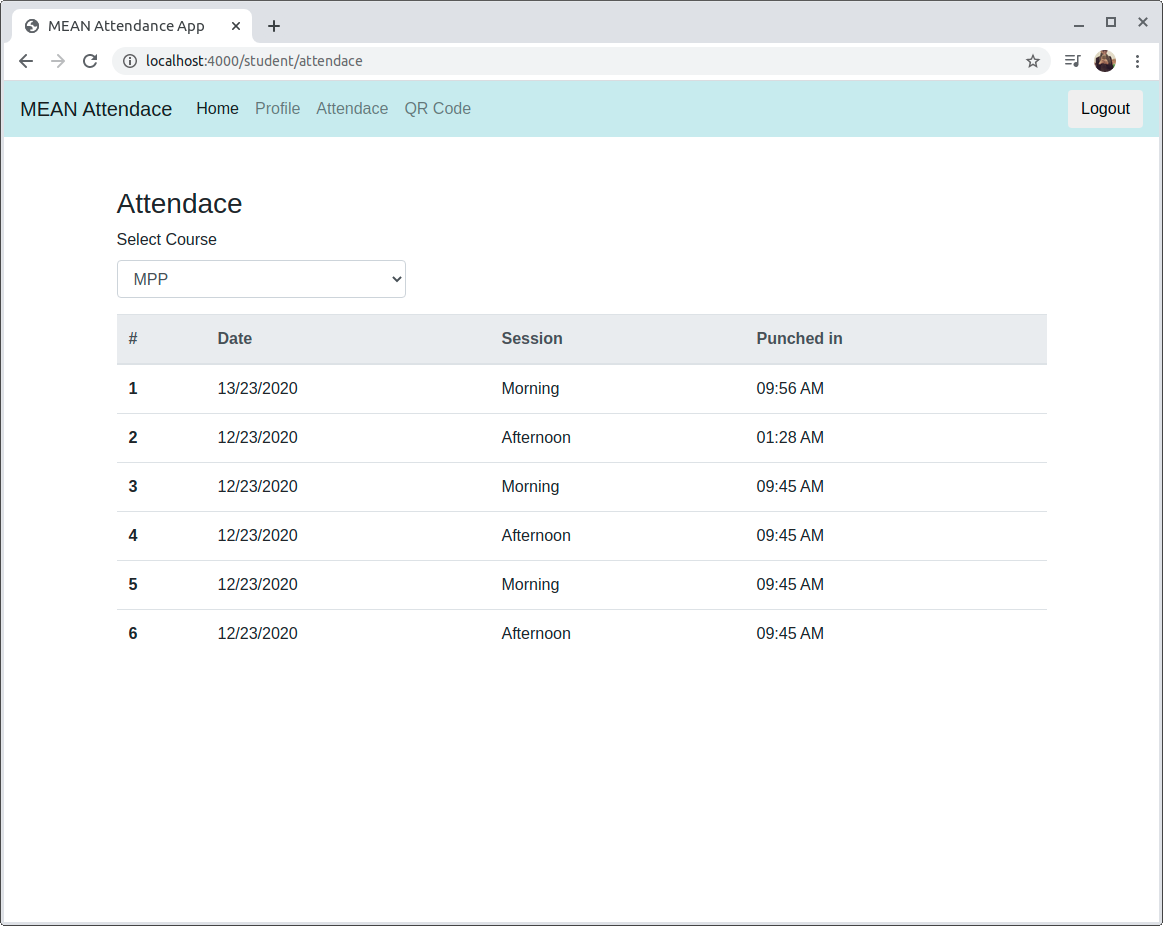 MEAN Attendance App
localhost:4000/student/attendace
MEAN Attendace Home Profile Attendace QR Code Logout
Attendace
Select Course
MPP
# Date Session Punched in
1 13/23/2020 Morning 09:56 AM
2 12/23/2020 Afternoon 01:28 AM
3 12/23/2020 Morning 09:45 AM
4 12/23/2020 Afternoon 09:45 AM
5 12/23/2020 Morning 09:45 AM
6 12/23/2020 Afternoon 09:45 AM